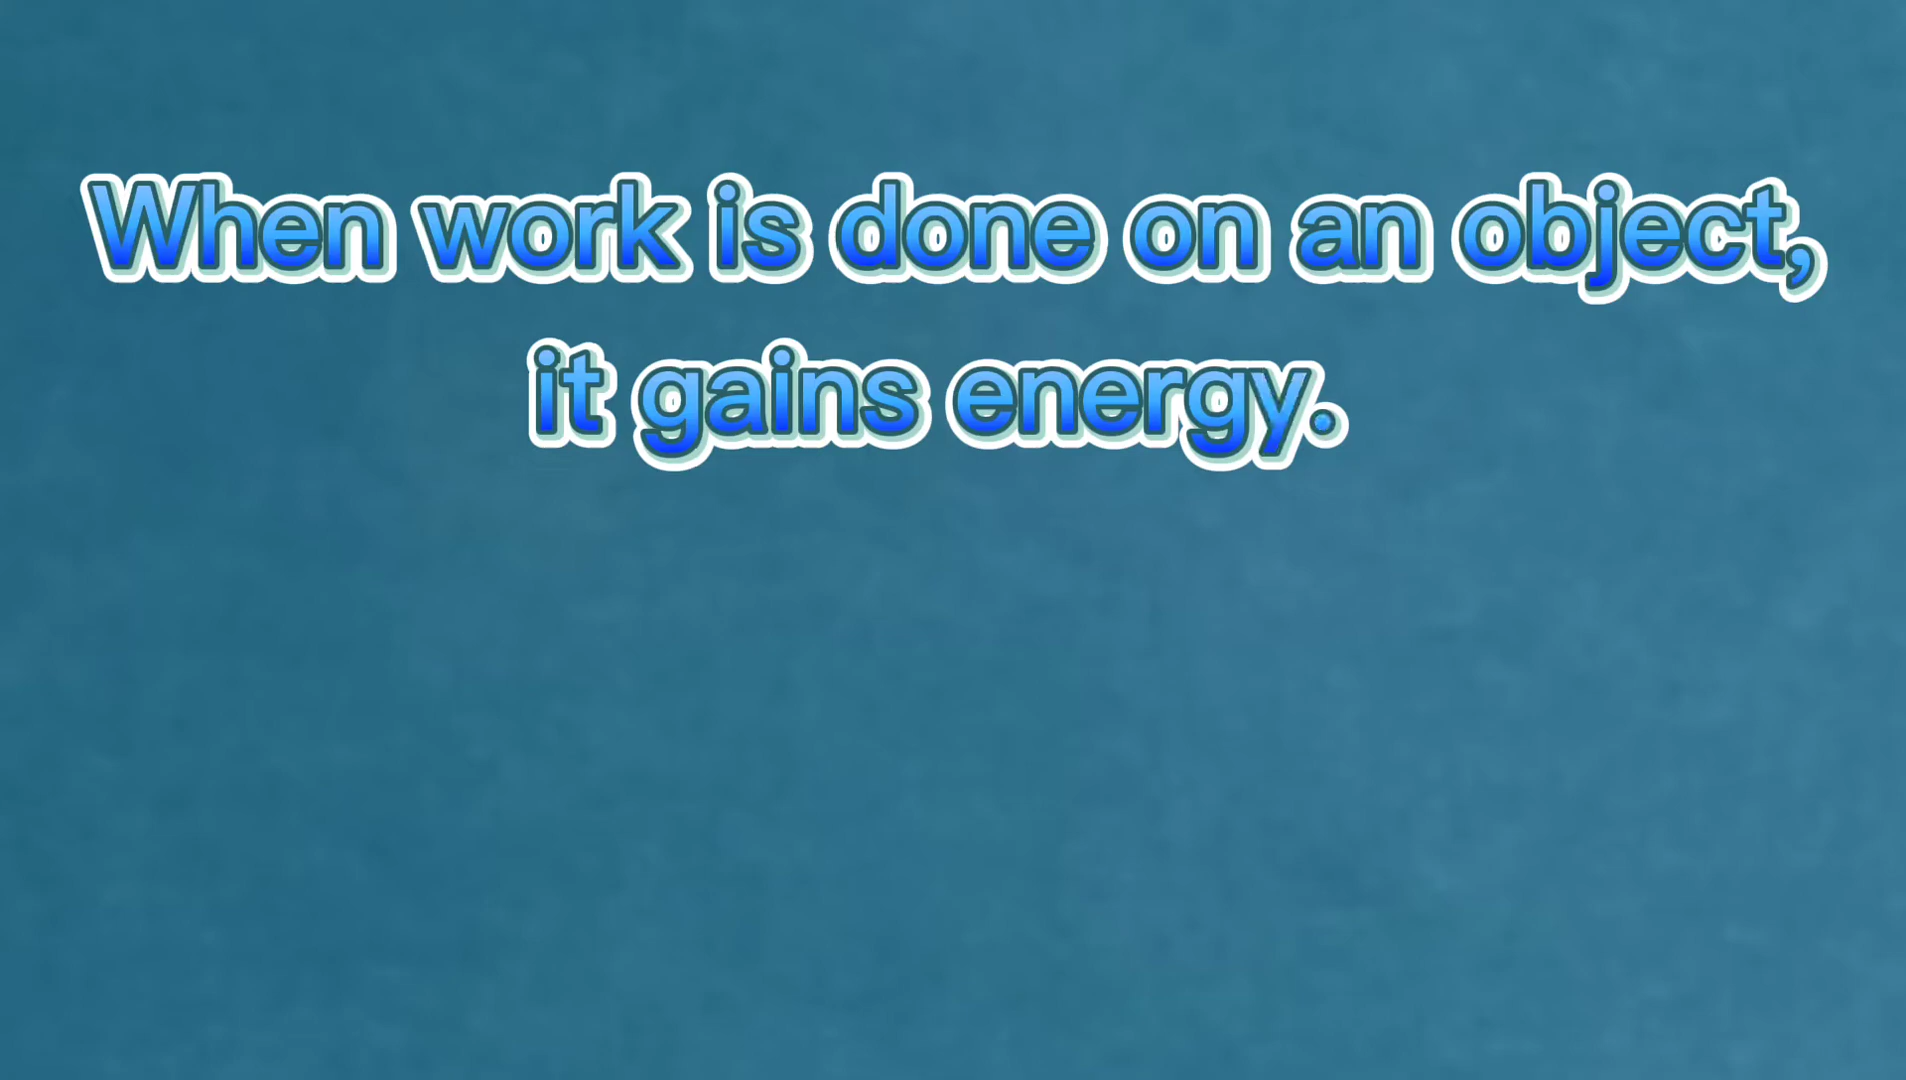 When work is done on an object,
it gains energy.